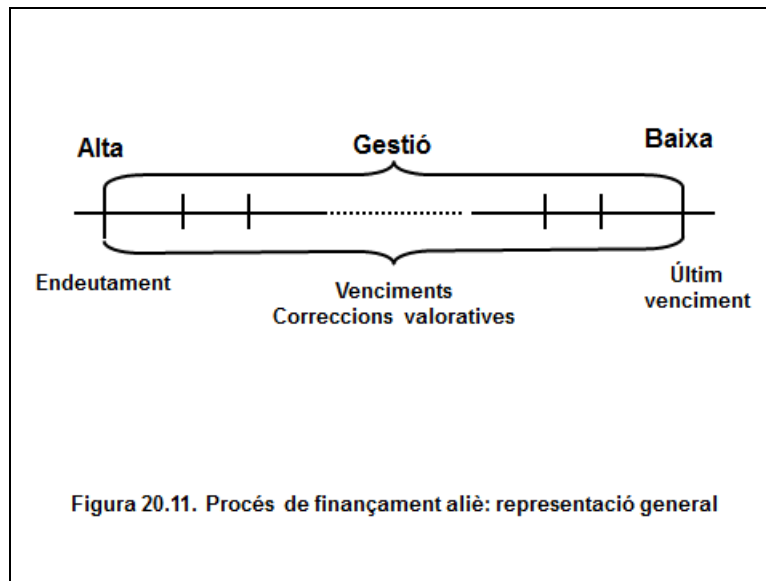 Alta
Gestió
Baixa
Endeutament
Venciments
Correccions valoratives
Últim
venciment
Figura 20.11. Procés de finançament aliè: representació general